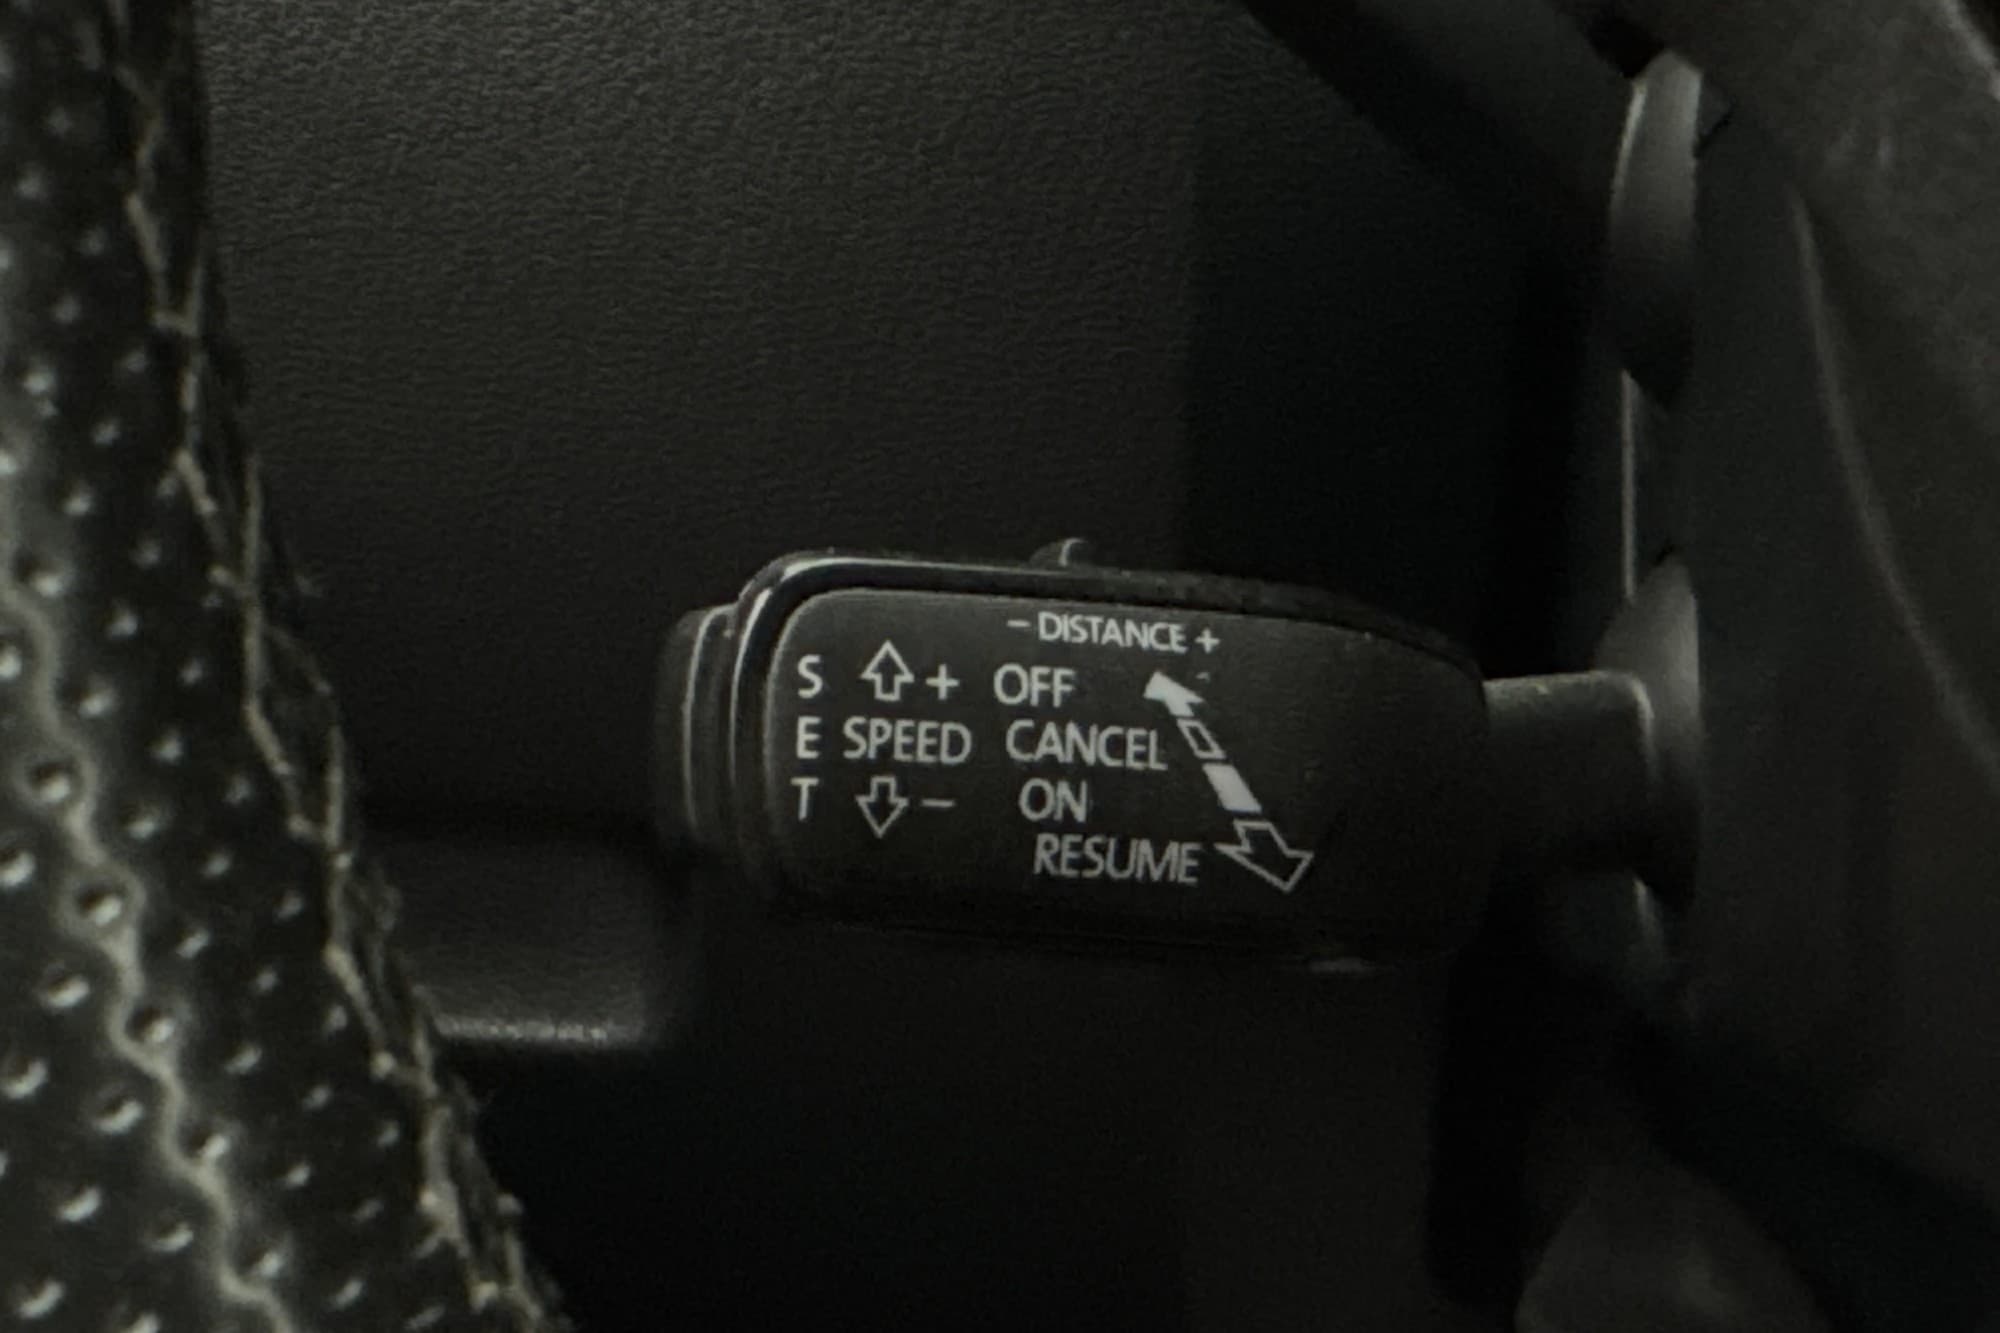 − DISTANCE +
S + OFF
E SPEED CANCEL
T − ON
RESUME